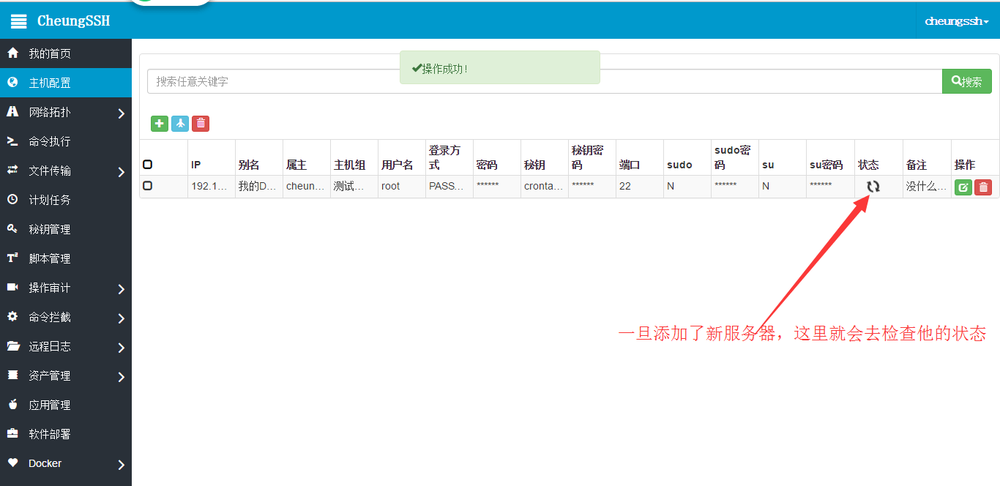 CheungSSH
cheungssh
我的首页
主机配置
网络拓扑
命令执行
文件传输
计划任务
秘钥管理
脚本管理
操作审计
命令拦截
远程日志
资产管理
应用管理
软件部署
Docker
操作成功!
搜索任意关键字
搜索
IP 别名 属主 主机组 用户名 登录方式 密码 秘钥 秘钥密码 端口 sudo sudo密码 su su密码 状态 备注 操作
192.1... 我的D... cheun... 测试... root PASS... ****** cronta... ****** 22 N ****** N ****** 没什么...
一旦添加了新服务器，这里就会去检查他的状态